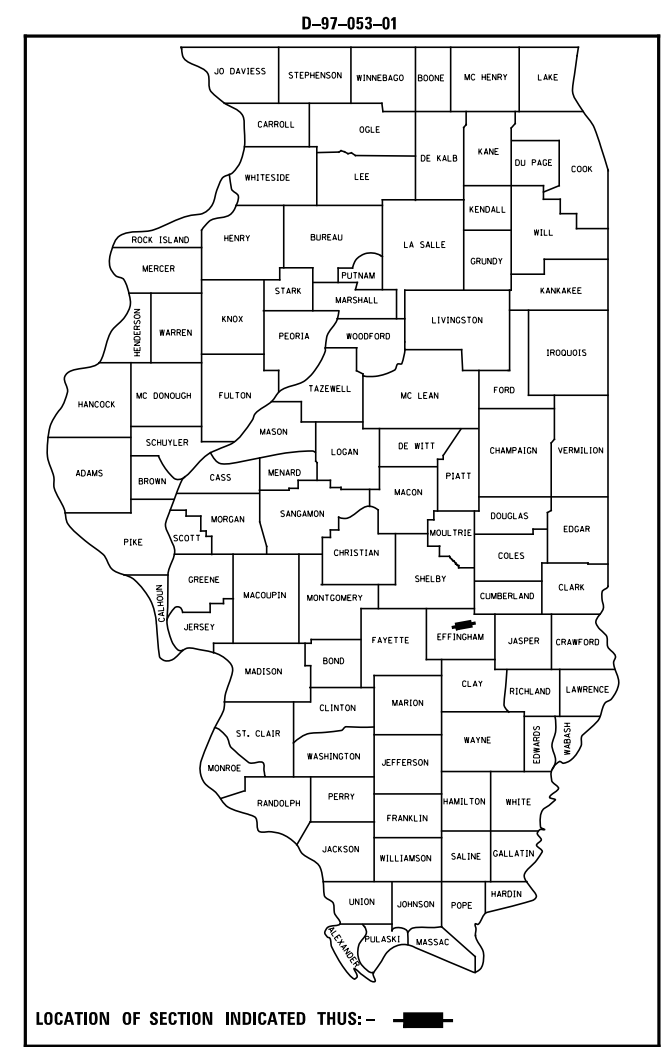 D-97-053-01
JO DAVIESS
STEPHENSON
WINNEBAGO
BOONE
MC HENRY
LAKE
CARROLL
OGLE
DE KALB
KANE
DU PAGE
COOK
WHITESIDE
LEE
KENDALL
WILL
ROCK ISLAND
HENRY
BUREAU
LA SALLE
GRUNDY
MERCER
PUTNAM
STARK
MARSHALL
KANKAKEE
HENDERSON
WARREN
KNOX
PEORIA
WOODFORD
LIVINGSTON
IROQUOIS
HANCOCK
MC DONOUGH
FULTON
TAZEWELL
MC LEAN
FORD
SCHUYLER
MASON
LOGAN
DE WITT
CHAMPAIGN
VERMILION
ADAMS
BROWN
CASS
MENARD
MACON
PIATT
PIKE
SCOTT
MORGAN
SANGAMON
CHRISTIAN
MOULTRIE
DOUGLAS
EDGAR
COLES
CALHOUN
GREENE
MACOUPIN
MONTGOMERY
SHELBY
CUMBERLAND
CLARK
JERSEY
FAYETTE
EFFINGHAM
JASPER
CRAWFORD
MADISON
BOND
CLAY
RICHLAND
LAWRENCE
CLINTON
MARION
ST. CLAIR
WAYNE
EDWARDS
WABASH
MONROE
WASHINGTON
JEFFERSON
RANDOLPH
PERRY
HAMILTON
WHITE
FRANKLIN
JACKSON
WILLIAMSON
SALINE
GALLATIN
UNION
JOHNSON
POPE
HARDIN
ALEXANDER
PULASKI
MASSAC
LOCATION OF SECTION INDICATED THUS: -